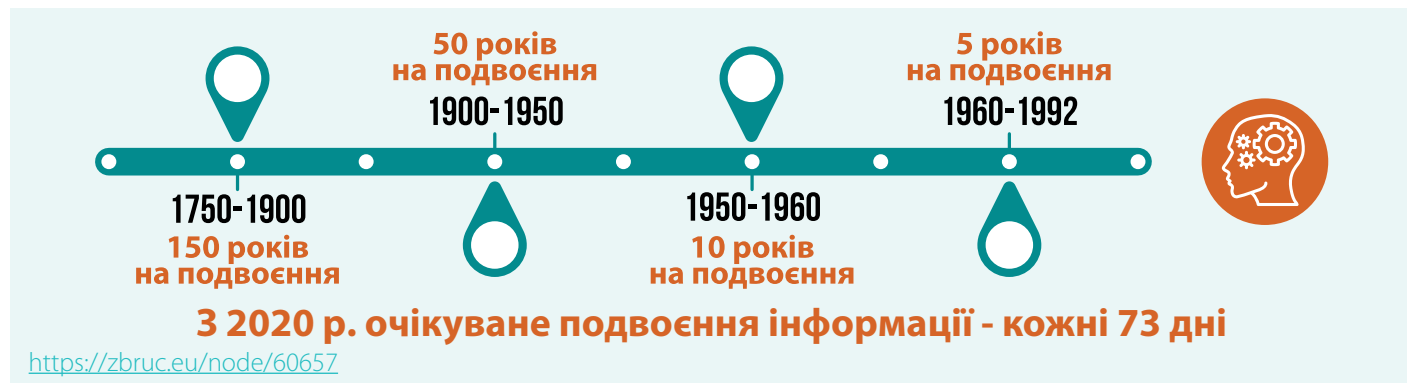 1750-1900
150 років
на подвоєння
50 років
на подвоєння
1900-1950
1950-1960
10 років
на подвоєння
5 років
на подвоєння
1960-1992
З 2020 р. очікуване подвоєння інформації - кожні 73 дні
https://zbruc.eu/node/60657